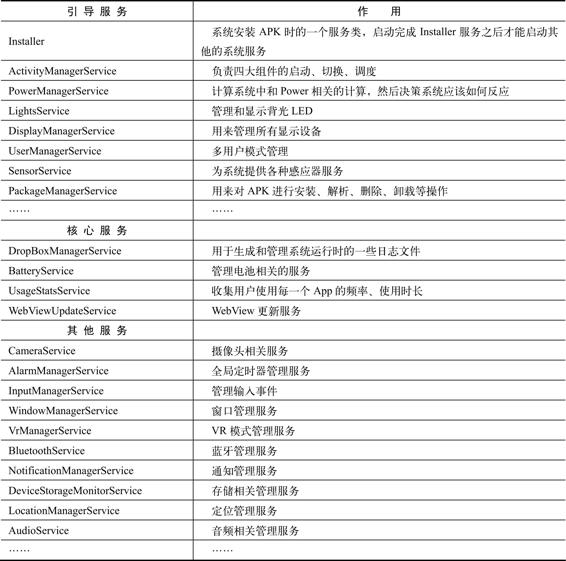 引导服务 作用
Installer 系统安装 APK 时的一个服务类，启动完成 Installer 服务之后才能启动其
他的系统服务
ActivityManagerService 负责四大组件的启动、切换、调度
PowerManagerService 计算系统中和 Power 相关的计算，然后决策系统应该如何反应
LightsService 管理和显示背光 LED
DisplayManagerService 用来管理所有显示设备
UserManagerService 多用户模式管理
SensorService 为系统提供各种感应器服务
PackageManagerService 用来对 APK 进行安装、解析、删除、卸载等操作
…… ……
核心服务
DropBoxManagerService 用于生成和管理系统运行时的一些日志文件
BatteryService 管理电池相关的服务
UsageStatsService 收集用户使用每一个 App 的频率、使用时长
WebViewUpdateService WebView 更新服务
其他服务
CameraService 摄像头相关服务
AlarmManagerService 全局定时器管理服务
InputManagerService 管理输入事件
WindowManagerService 窗口管理服务
VrManagerService VR 模式管理服务
BluetoothService 蓝牙管理服务
NotificationManagerService 通知管理服务
DeviceStorageMonitorService 存储相关管理服务
LocationManagerService 定位管理服务
AudioService 音频相关管理服务
…… ……